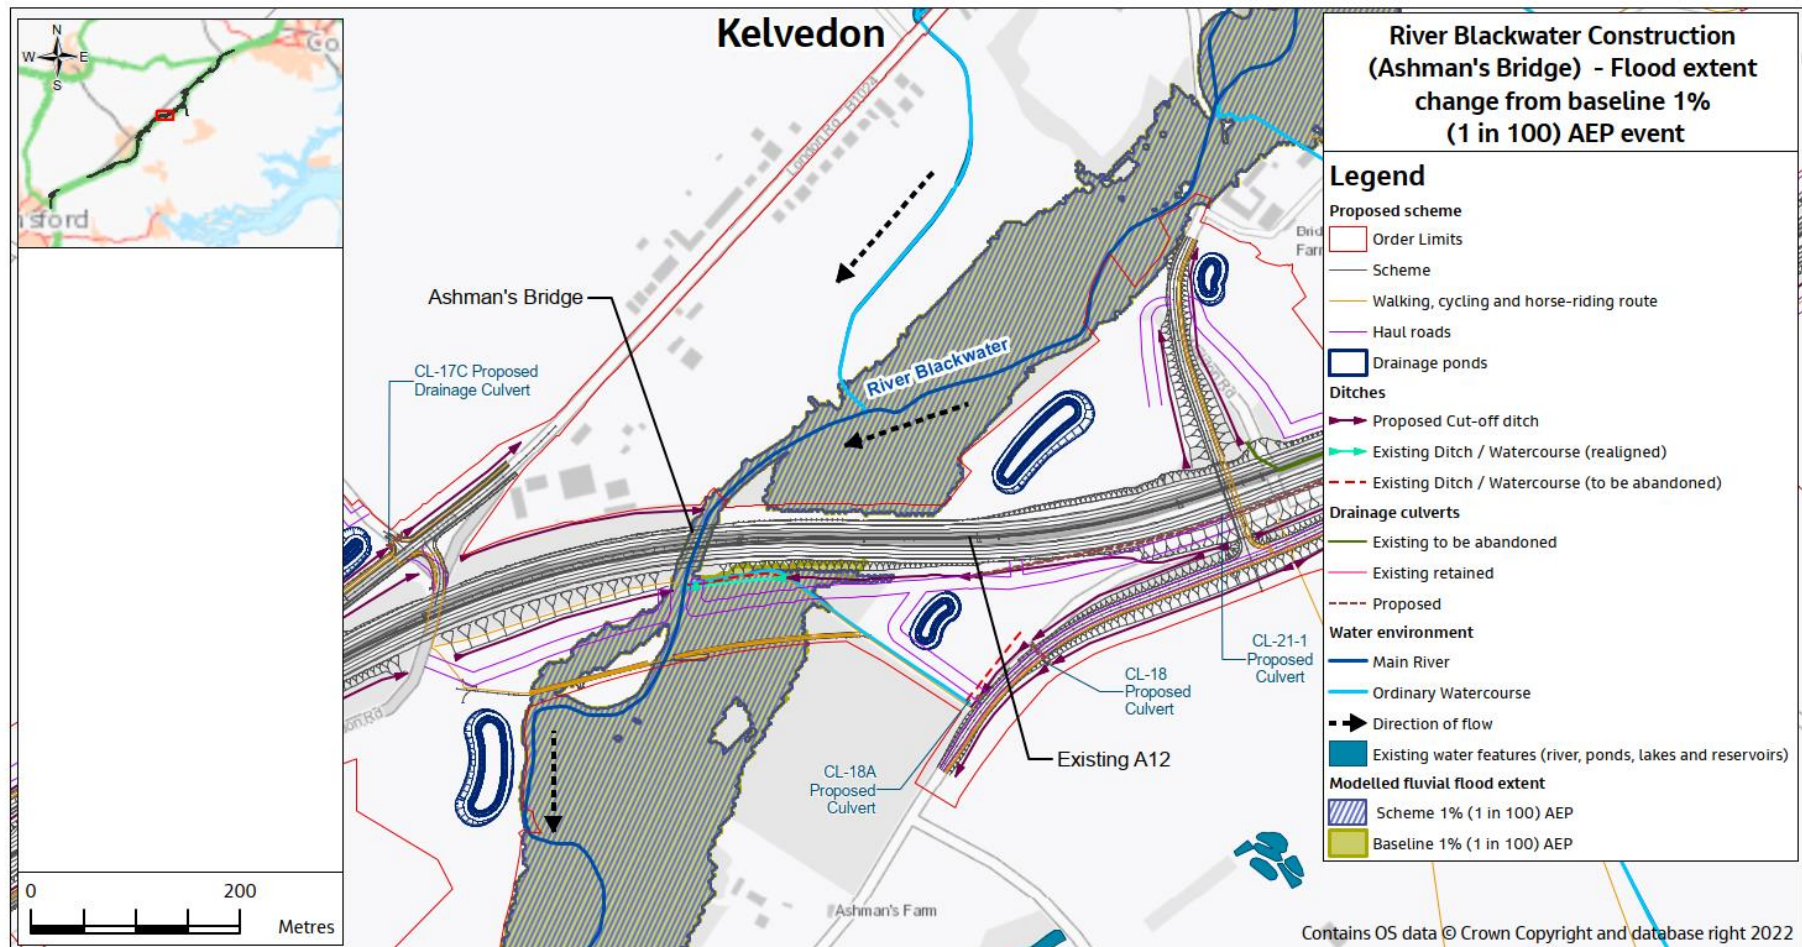 N
W
E
S
Co
nsford
Kelvedon
London Rd B1024
River Blackwater Construction
(Ashman's Bridge) - Flood extent
change from baseline 1%
(1 in 100) AEP event
Legend
Proposed scheme
Order Limits
Scheme
Walking, cycling and horse-riding route
Haul roads
Drainage ponds
Ditches
Proposed Cut-off ditch
Existing Ditch / Watercourse (realigned)
Existing Ditch / Watercourse (to be abandoned)
Drainage culverts
Existing to be abandoned
Existing retained
Proposed
Water environment
Main River
Ordinary Watercourse
Direction of flow
Existing water features (river, ponds, lakes and reservoirs)
Modelled fluvial flood extent
Scheme 1% (1 in 100) AEP
Baseline 1% (1 in 100) AEP
Ashman's Bridge
CL-17C Proposed
Drainage Culvert
River Blackwater
Brid
Farm
CL-21-1
Proposed
Culvert
CL-18
Proposed
Culvert
Existing A12
CL-18A
Proposed
Culvert
Ashman's Farm
0 200
Metres
Contains OS data © Crown Copyright and database right 2022